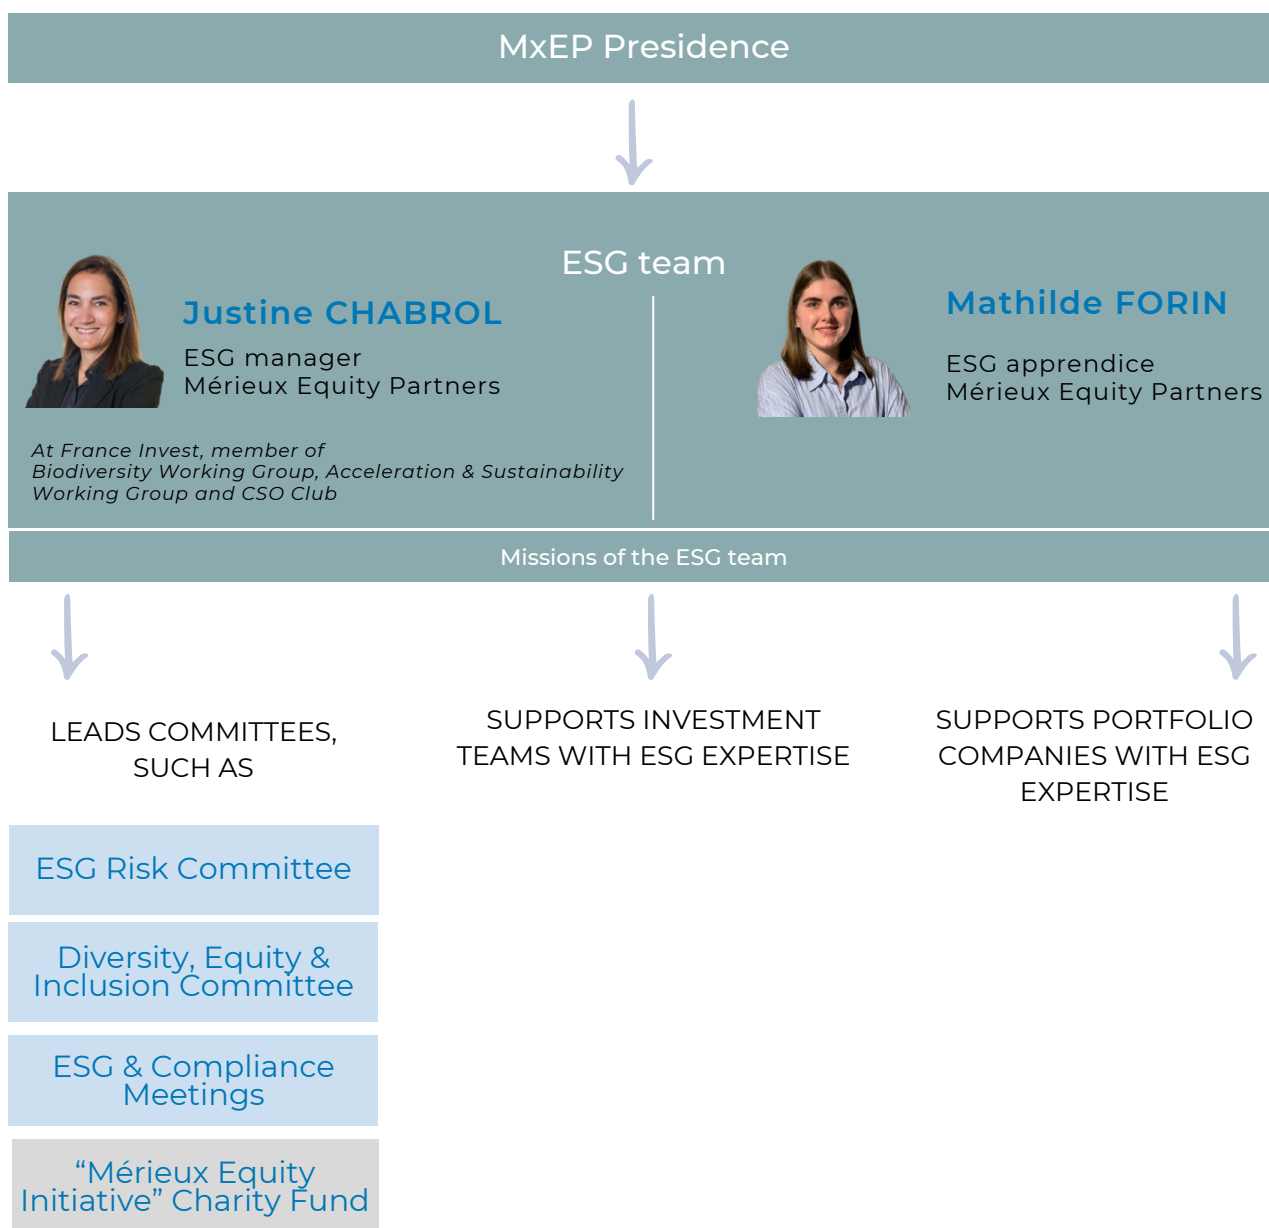 MxEP Presidence
ESG team
Justine CHABROL
ESG manager
Mérieux Equity Partners
At France Invest, member of
Biodiversity Working Group, Acceleration & Sustainability
Working Group and CSO Club
Mathilde FORIN
ESG apprendice
Mérieux Equity Partners
Missions of the ESG team
LEADS COMMITTEES,
SUCH AS
SUPPORTS INVESTMENT
TEAMS WITH ESG EXPERTISE
SUPPORTS PORTFOLIO
COMPANIES WITH ESG
EXPERTISE
ESG Risk Committee
Diversity, Equity &
Inclusion Committee
ESG & Compliance
Meetings
“Mérieux Equity
Initiative” Charity Fund